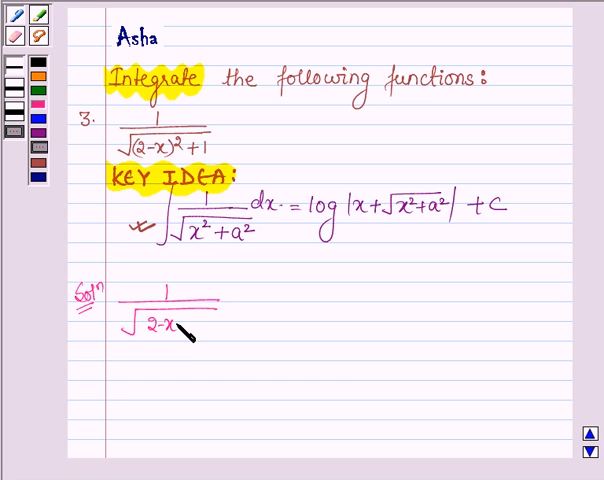 Asha
Integrate the following functions:
3. 1/√((2-x)²+1)
KEY IDEA:
∫ 1/√(x²+a²) dx. = log |x+√(x²+a²)| + C
Solⁿ 1/√(2-x